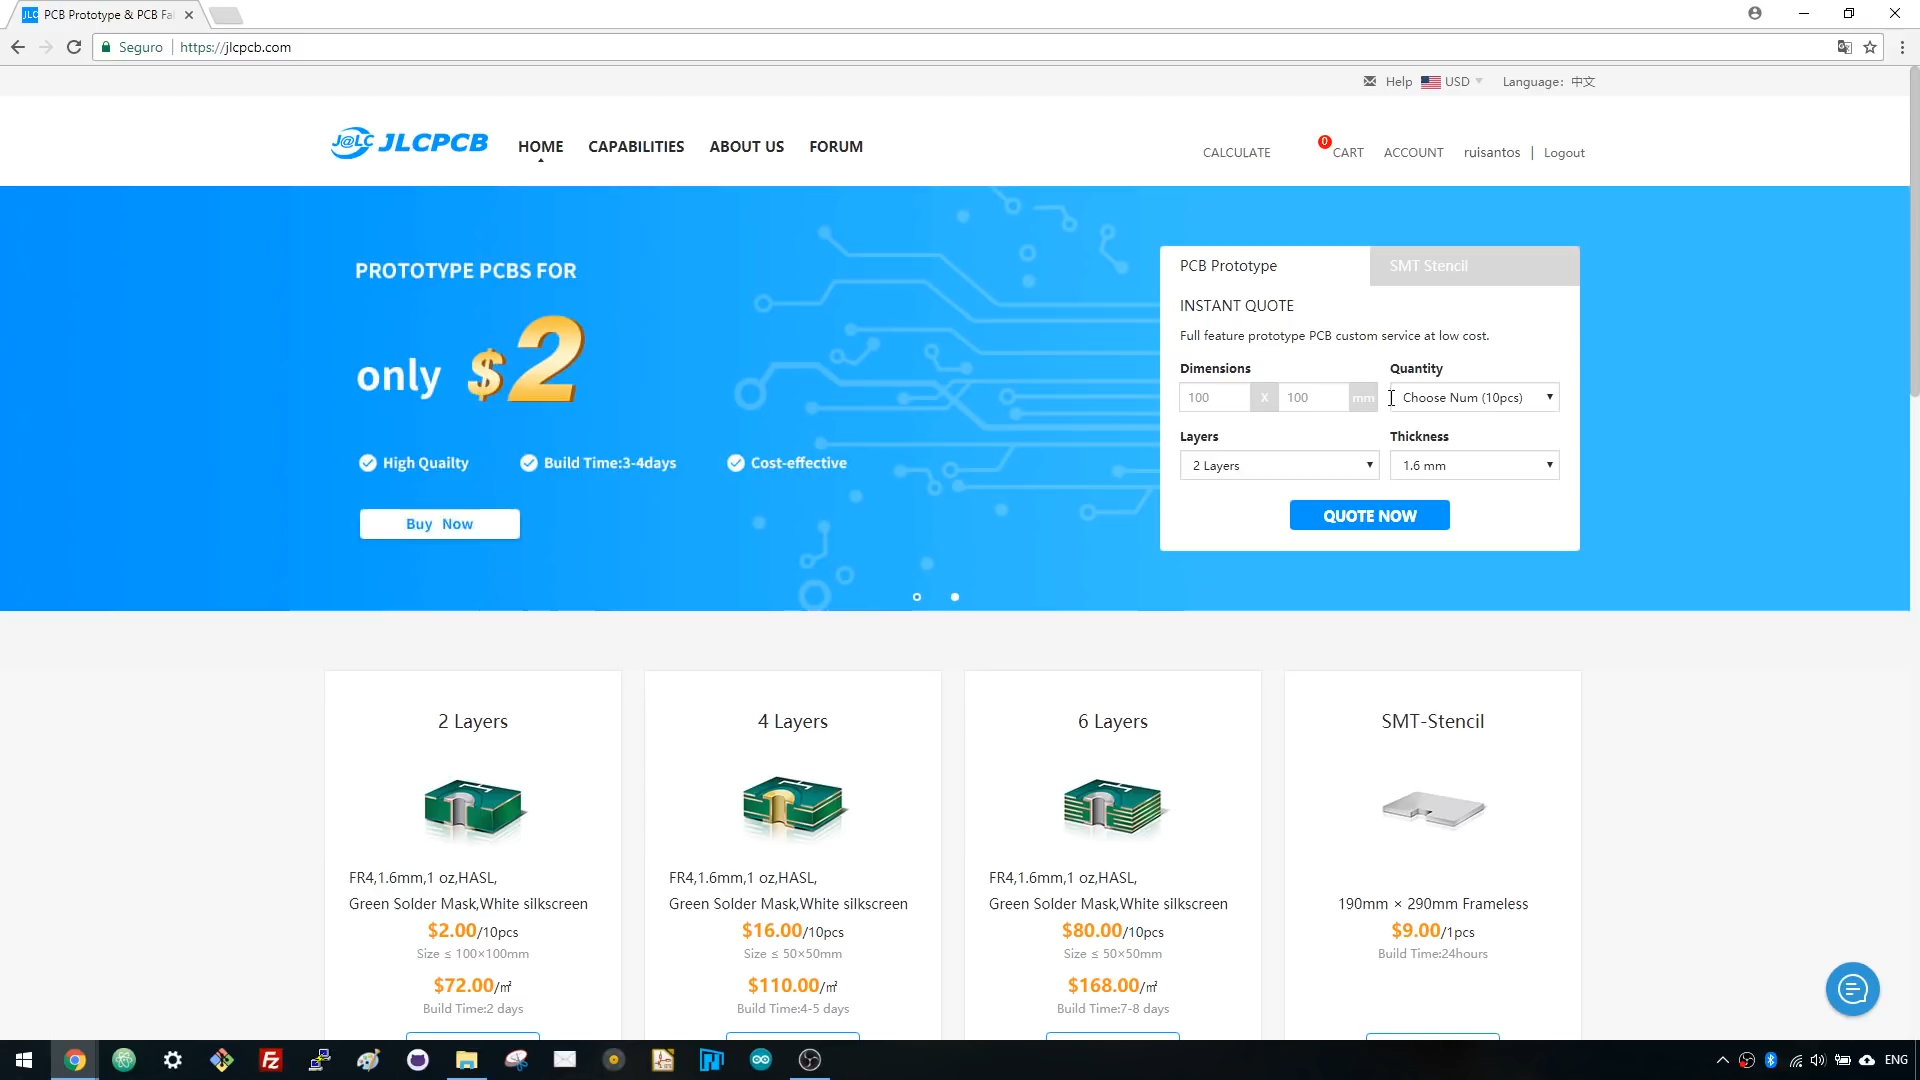 JLC PCB Prototype & PCB Fa
Seguro https://jlcpcb.com
Help USD Language: 中文
J@LC JLCPCB HOME CAPABILITIES ABOUT US FORUM
CALCULATE 0 CART ACCOUNT ruisantos | Logout
PROTOTYPE PCBS FOR
only $2
High Quailty Build Time:3-4days Cost-effective
Buy Now
PCB Prototype SMT Stencil
INSTANT QUOTE
Full feature prototype PCB custom service at low cost.
Dimensions Quantity
100 X 100 mm Choose Num (10pcs)
Layers Thickness
2 Layers 1.6 mm
QUOTE NOW
2 Layers
FR4,1.6mm,1 oz,HASL,
Green Solder Mask,White silkscreen
$2.00/10pcs
Size ≤ 100×100mm
$72.00/㎡
Build Time:2 days
4 Layers
FR4,1.6mm,1 oz,HASL,
Green Solder Mask,White silkscreen
$16.00/10pcs
Size ≤ 50×50mm
$110.00/㎡
Build Time:4-5 days
6 Layers
FR4,1.6mm,1 oz,HASL,
Green Solder Mask,White silkscreen
$80.00/10pcs
Size ≤ 50×50mm
$168.00/㎡
Build Time:7-8 days
SMT-Stencil
190mm × 290mm Frameless
$9.00/1pcs
Build Time:24hours
Fz
ENG